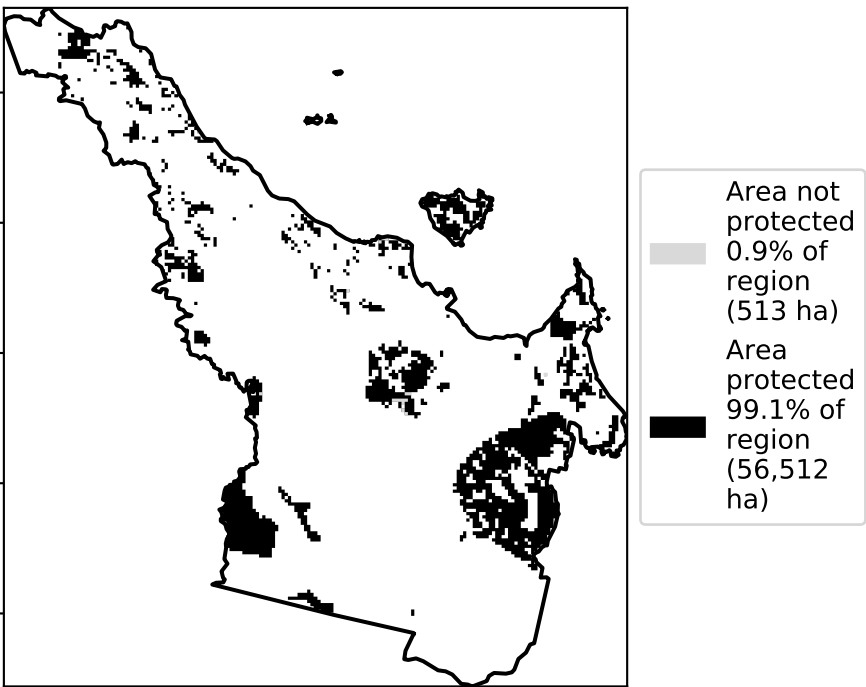 Area not
protected
0.9% of
region
(513 ha)
Area
protected
99.1% of
region
(56,512
ha)